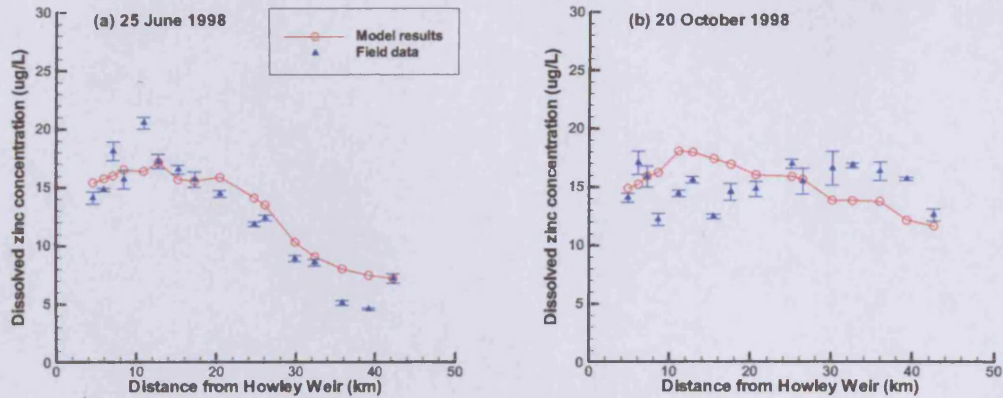 (a) 25 June 1998
Model results
Field data
30
25
20
15
10
5
0
Dissolved zinc concentration (ug/L)
0 10 20 30 40 50
Distance from Howley Weir (km)
(b) 20 October 1998
30
25
20
15
10
5
0
Dissolved zinc concentration (ug/L)
0 10 20 30 40 50
Distance from Howley Weir (km)